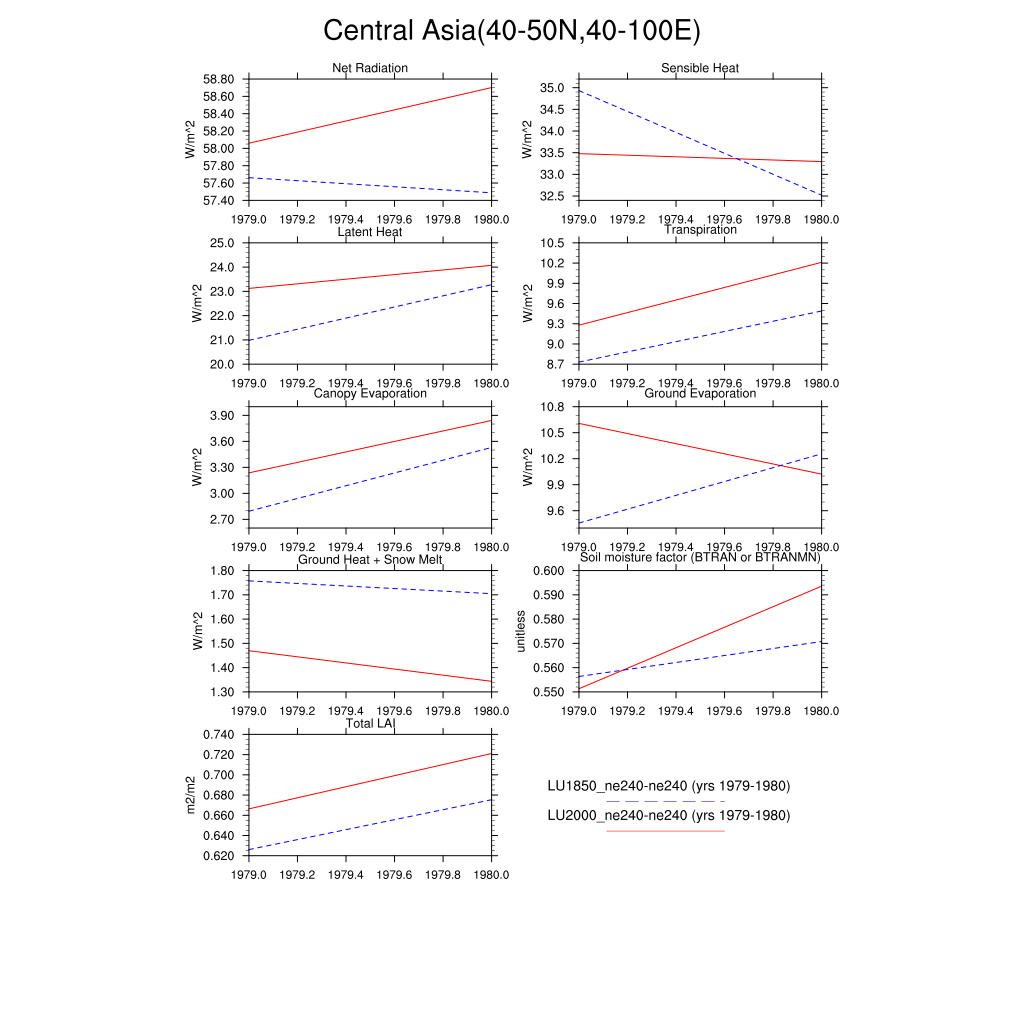 Central Asia(40-50N,40-100E)
Net Radiation
58.80
58.60
58.40
58.20
58.00
57.80
57.60
57.40
W/m^2
1979.0 1979.2 1979.4 1979.6 1979.8 1980.0
Sensible Heat
35.0
34.5
34.0
33.5
33.0
32.5
W/m^2
1979.0 1979.2 1979.4 1979.6 1979.8 1980.0
Latent Heat
25.0
24.0
23.0
22.0
21.0
20.0
W/m^2
1979.0 1979.2 1979.4 1979.6 1979.8 1980.0
Transpiration
10.5
10.2
9.9
9.6
9.3
9.0
8.7
W/m^2
1979.0 1979.2 1979.4 1979.6 1979.8 1980.0
Canopy Evaporation
3.90
3.60
3.30
3.00
2.70
W/m^2
1979.0 1979.2 1979.4 1979.6 1979.8 1980.0
Ground Evaporation
10.8
10.5
10.2
9.9
9.6
W/m^2
1979.0 1979.2 1979.4 1979.6 1979.8 1980.0
Ground Heat + Snow Melt
1.80
1.70
1.60
1.50
1.40
1.30
W/m^2
1979.0 1979.2 1979.4 1979.6 1979.8 1980.0
Soil moisture factor (BTRAN or BTRANMN)
0.600
0.590
0.580
0.570
0.560
0.550
unitless
1979.0 1979.2 1979.4 1979.6 1979.8 1980.0
Total LAI
0.740
0.720
0.700
0.680
0.660
0.640
0.620
m2/m2
1979.0 1979.2 1979.4 1979.6 1979.8 1980.0
LU1850_ne240-ne240 (yrs 1979-1980)
LU2000_ne240-ne240 (yrs 1979-1980)